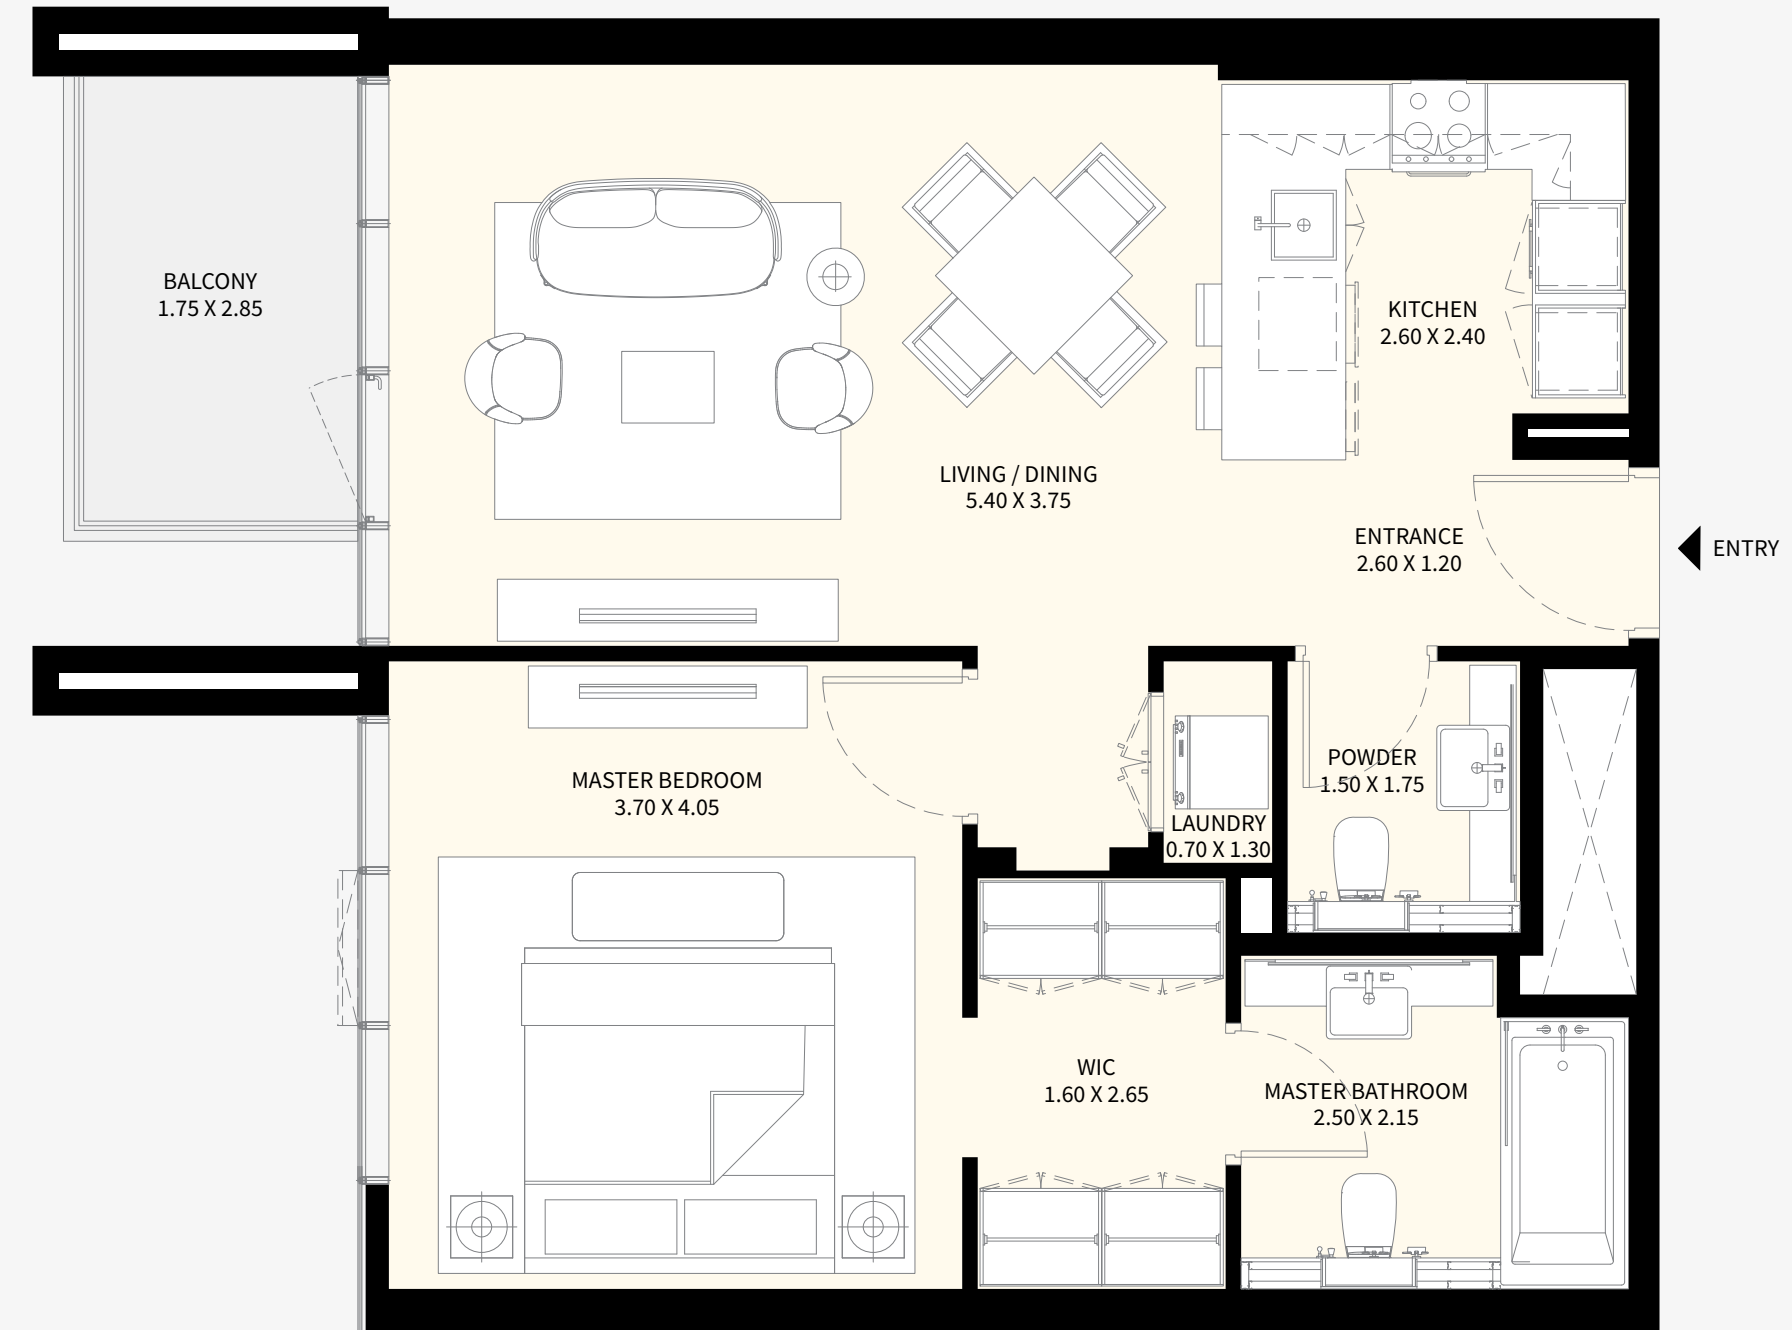 BALCONY
1.75 X 2.85
KITCHEN
2.60 X 2.40
LIVING / DINING
5.40 X 3.75
ENTRANCE
2.60 X 1.20
ENTRY
MASTER BEDROOM
3.70 X 4.05
POWDER
1.50 X 1.75
LAUNDRY
0.70 X 1.30
WIC
1.60 X 2.65
MASTER BATHROOM
2.50 X 2.15